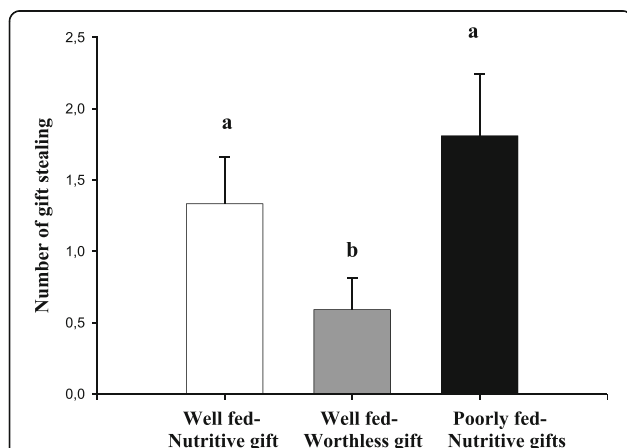 Number of gift stealing
2,5
2,0
1,5
1,0
0,5
0,0
a
b
a
Well fed-
Nutritive gift
Well fed-
Worthless gift
Poorly fed-
Nutritive gifts